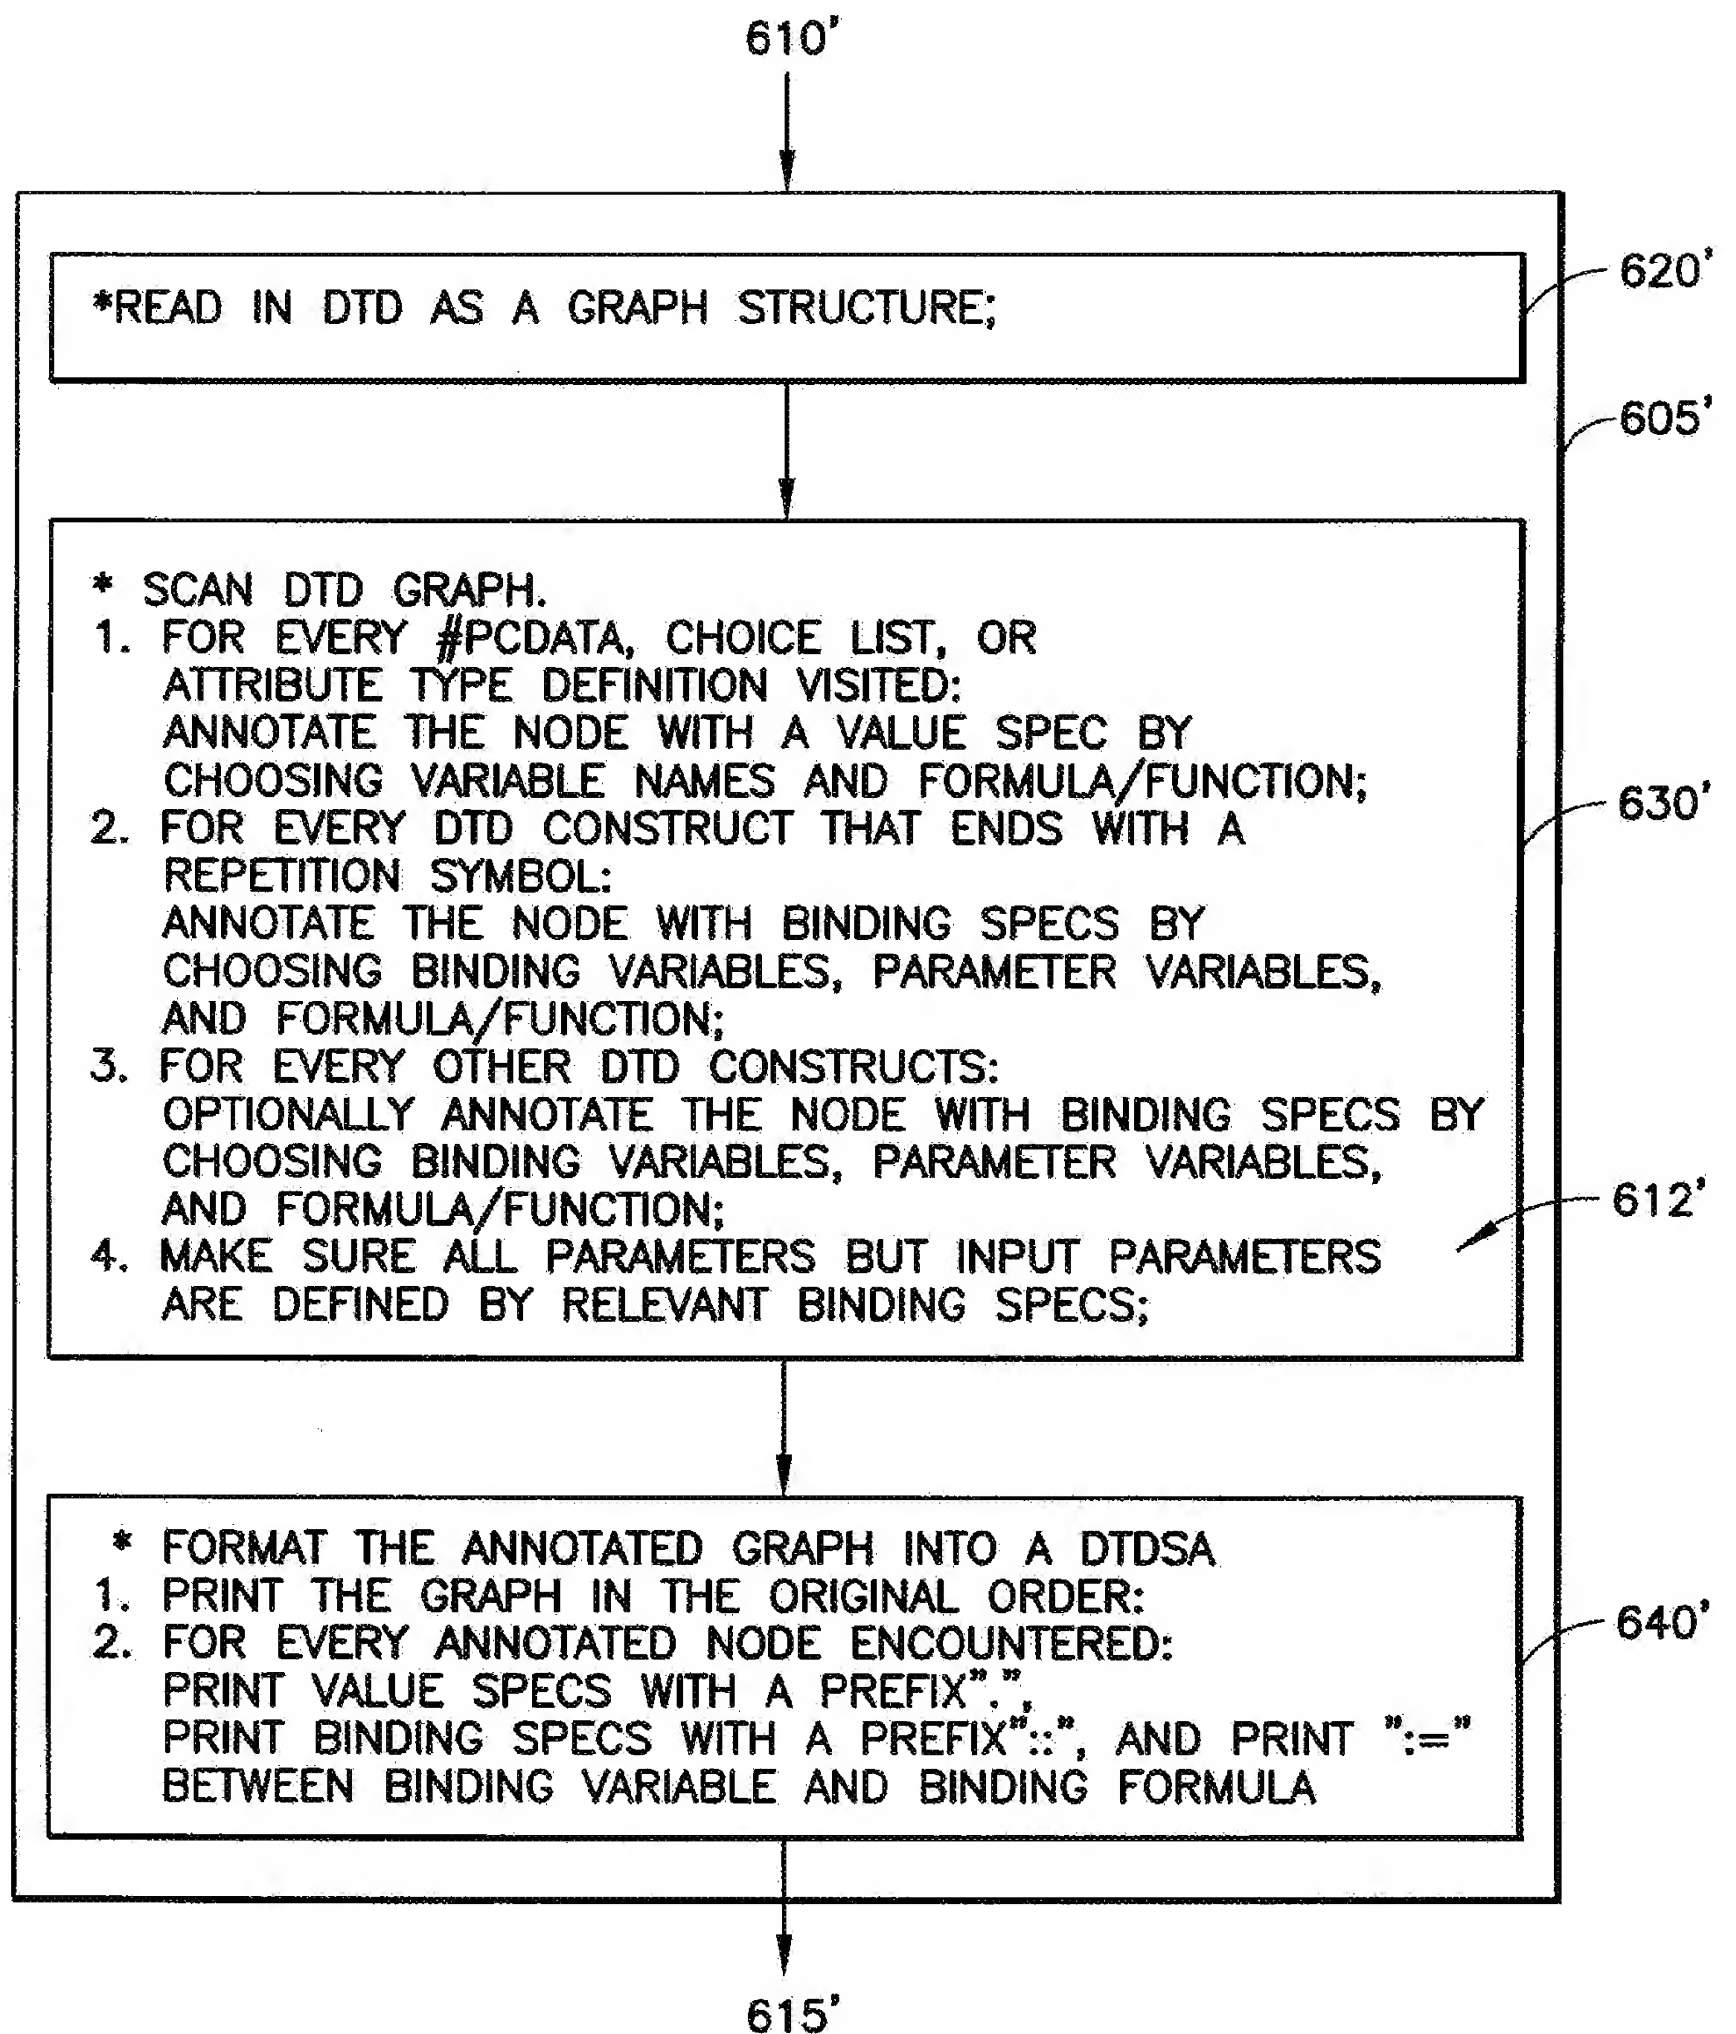 610'
*READ IN DTD AS A GRAPH STRUCTURE;
620'
605'
* SCAN DTD GRAPH.
1. FOR EVERY #PCDATA, CHOICE LIST, OR
ATTRIBUTE TYPE DEFINITION VISITED:
ANNOTATE THE NODE WITH A VALUE SPEC BY
CHOOSING VARIABLE NAMES AND FORMULA/FUNCTION;
2. FOR EVERY DTD CONSTRUCT THAT ENDS WITH A
REPETITION SYMBOL:
ANNOTATE THE NODE WITH BINDING SPECS BY
CHOOSING BINDING VARIABLES, PARAMETER VARIABLES,
AND FORMULA/FUNCTION;
3. FOR EVERY OTHER DTD CONSTRUCTS:
OPTIONALLY ANNOTATE THE NODE WITH BINDING SPECS BY
CHOOSING BINDING VARIABLES, PARAMETER VARIABLES,
AND FORMULA/FUNCTION;
4. MAKE SURE ALL PARAMETERS BUT INPUT PARAMETERS
ARE DEFINED BY RELEVANT BINDING SPECS;
630'
612'
* FORMAT THE ANNOTATED GRAPH INTO A DTDSA
1. PRINT THE GRAPH IN THE ORIGINAL ORDER:
2. FOR EVERY ANNOTATED NODE ENCOUNTERED:
PRINT VALUE SPECS WITH A PREFIX".",
PRINT BINDING SPECS WITH A PREFIX"::", AND PRINT ":="
BETWEEN BINDING VARIABLE AND BINDING FORMULA
640'
615'